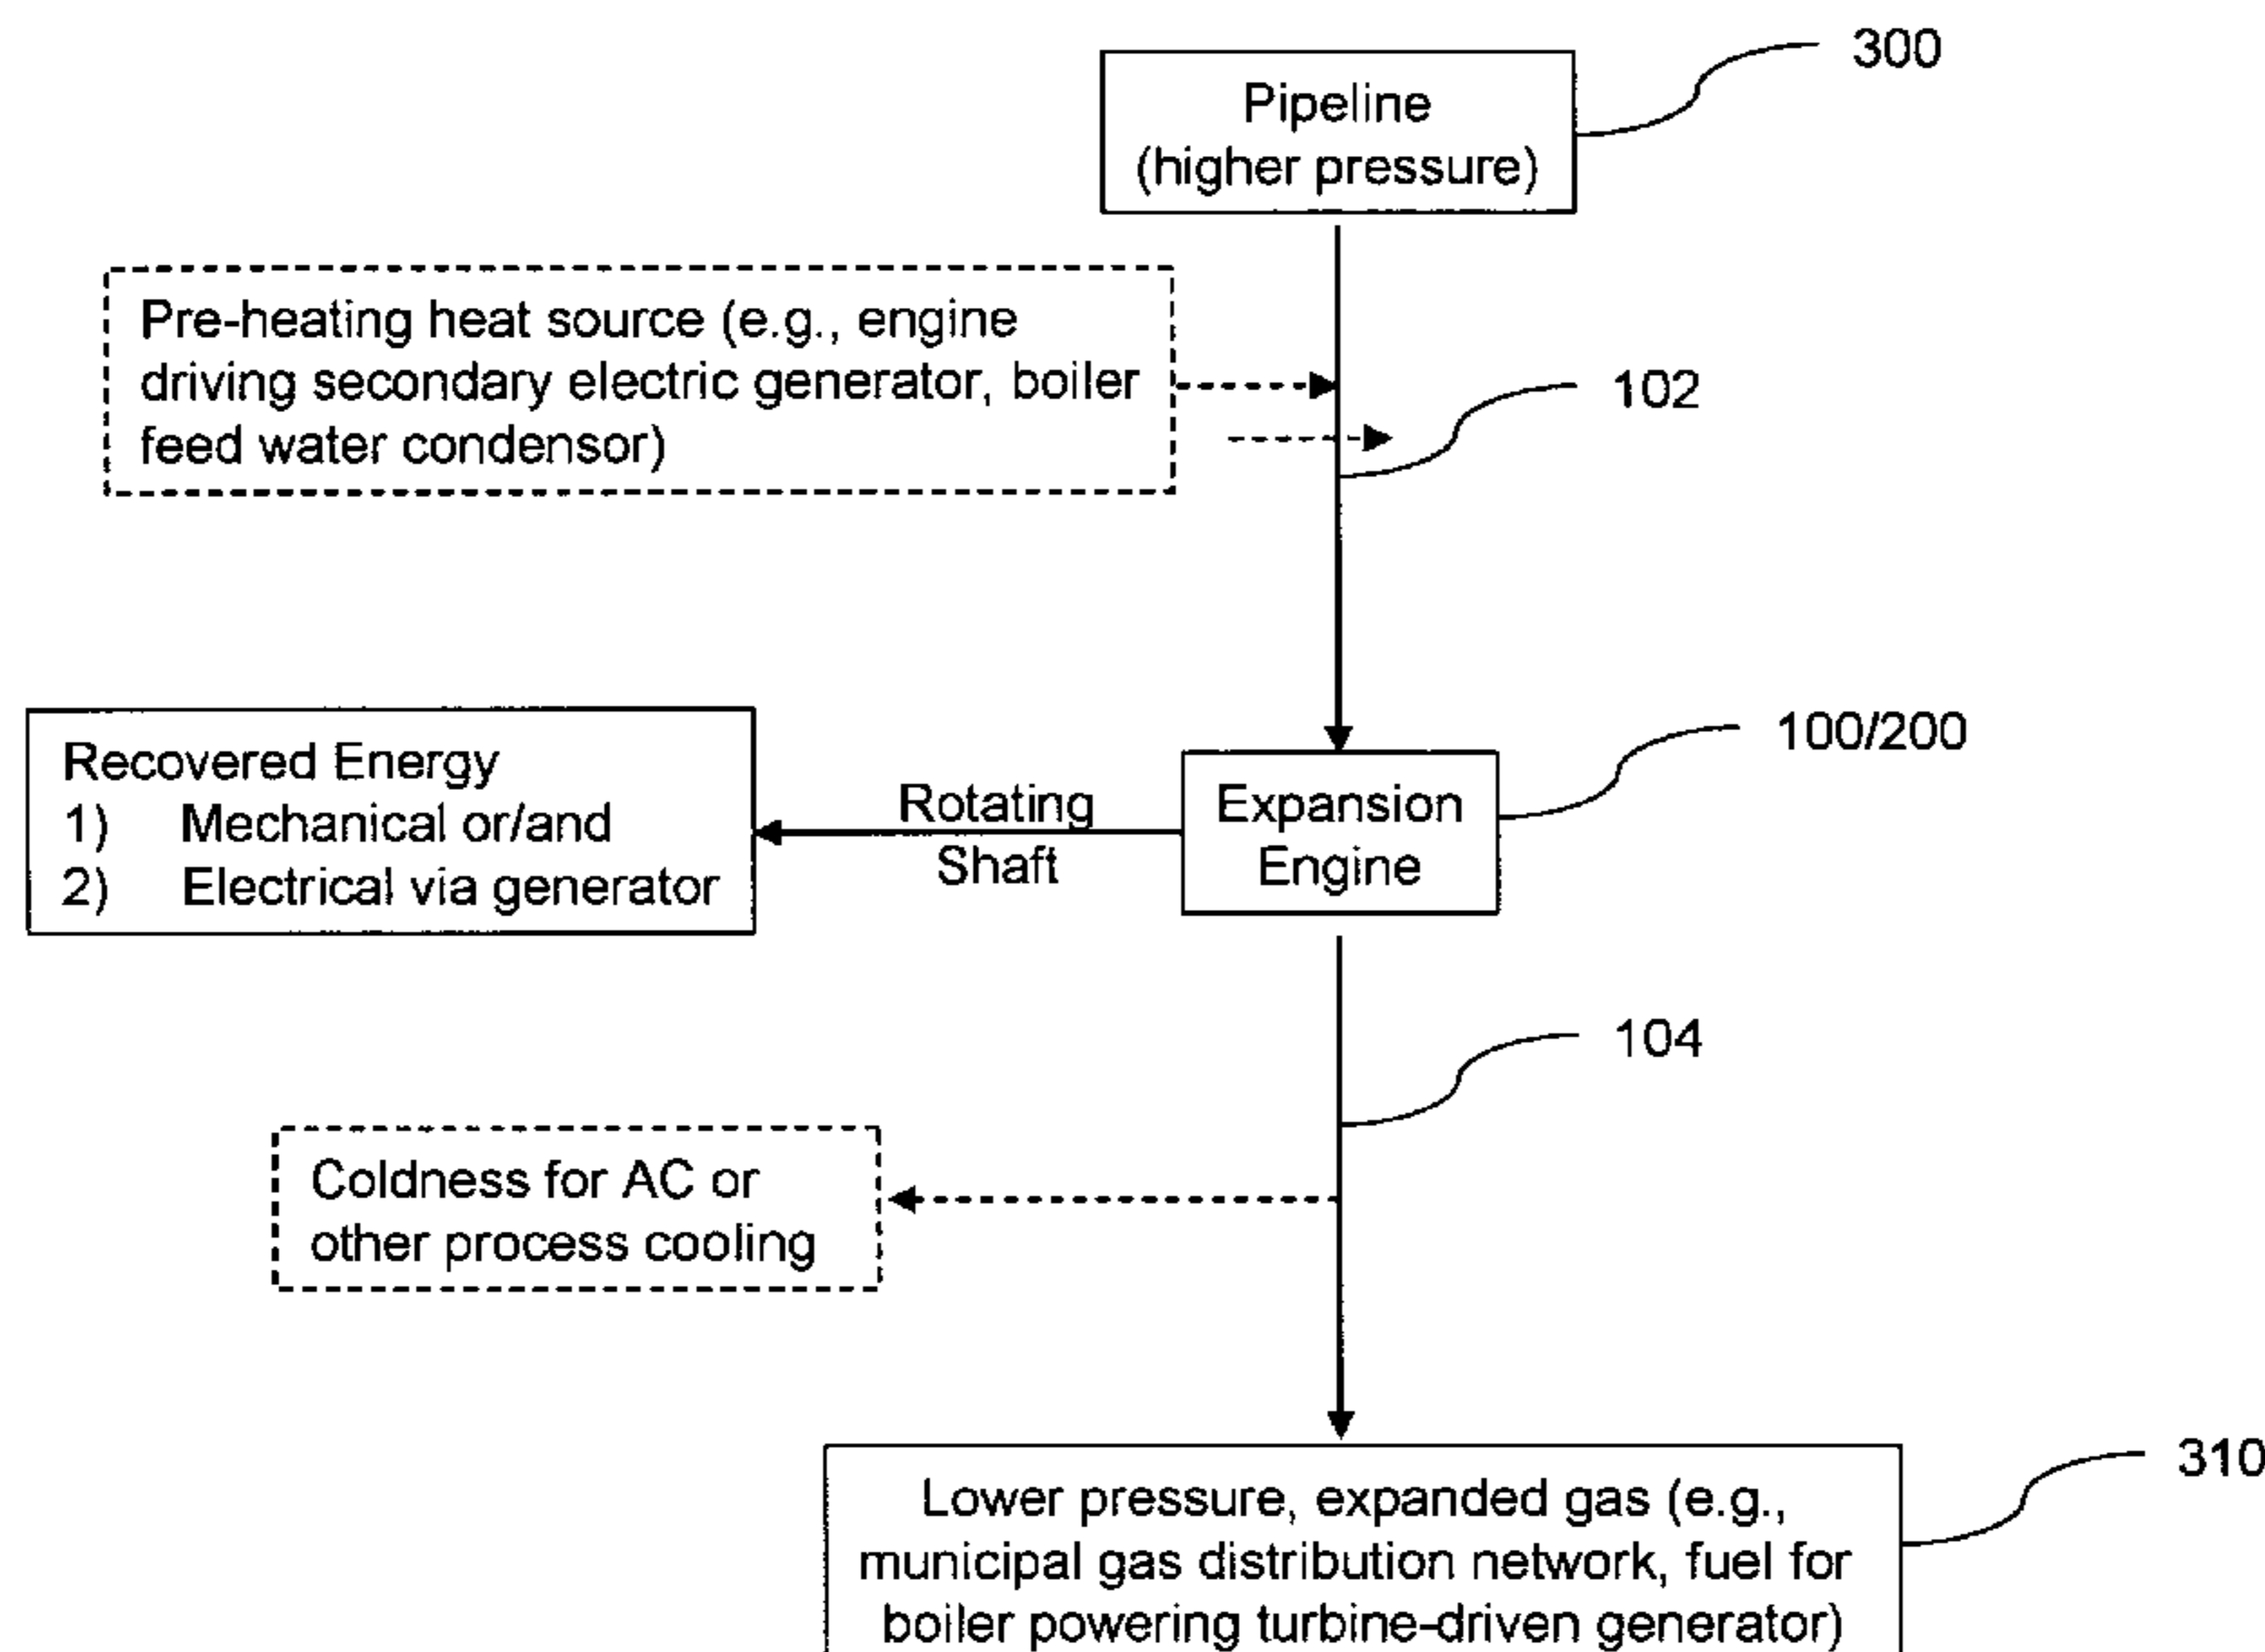 300
Pipeline
(higher pressure)
Pre-heating heat source (e.g., engine
driving secondary electric generator, boiler
feed water condensor)
102
100/200
Recovered Energy
1) Mechanical or/and
2) Electrical via generator
Rotating
Shaft
Expansion
Engine
104
Coldness for AC or
other process cooling
310
Lower pressure, expanded gas (e.g.,
municipal gas distribution network, fuel for
boiler powering turbine-driven generator)